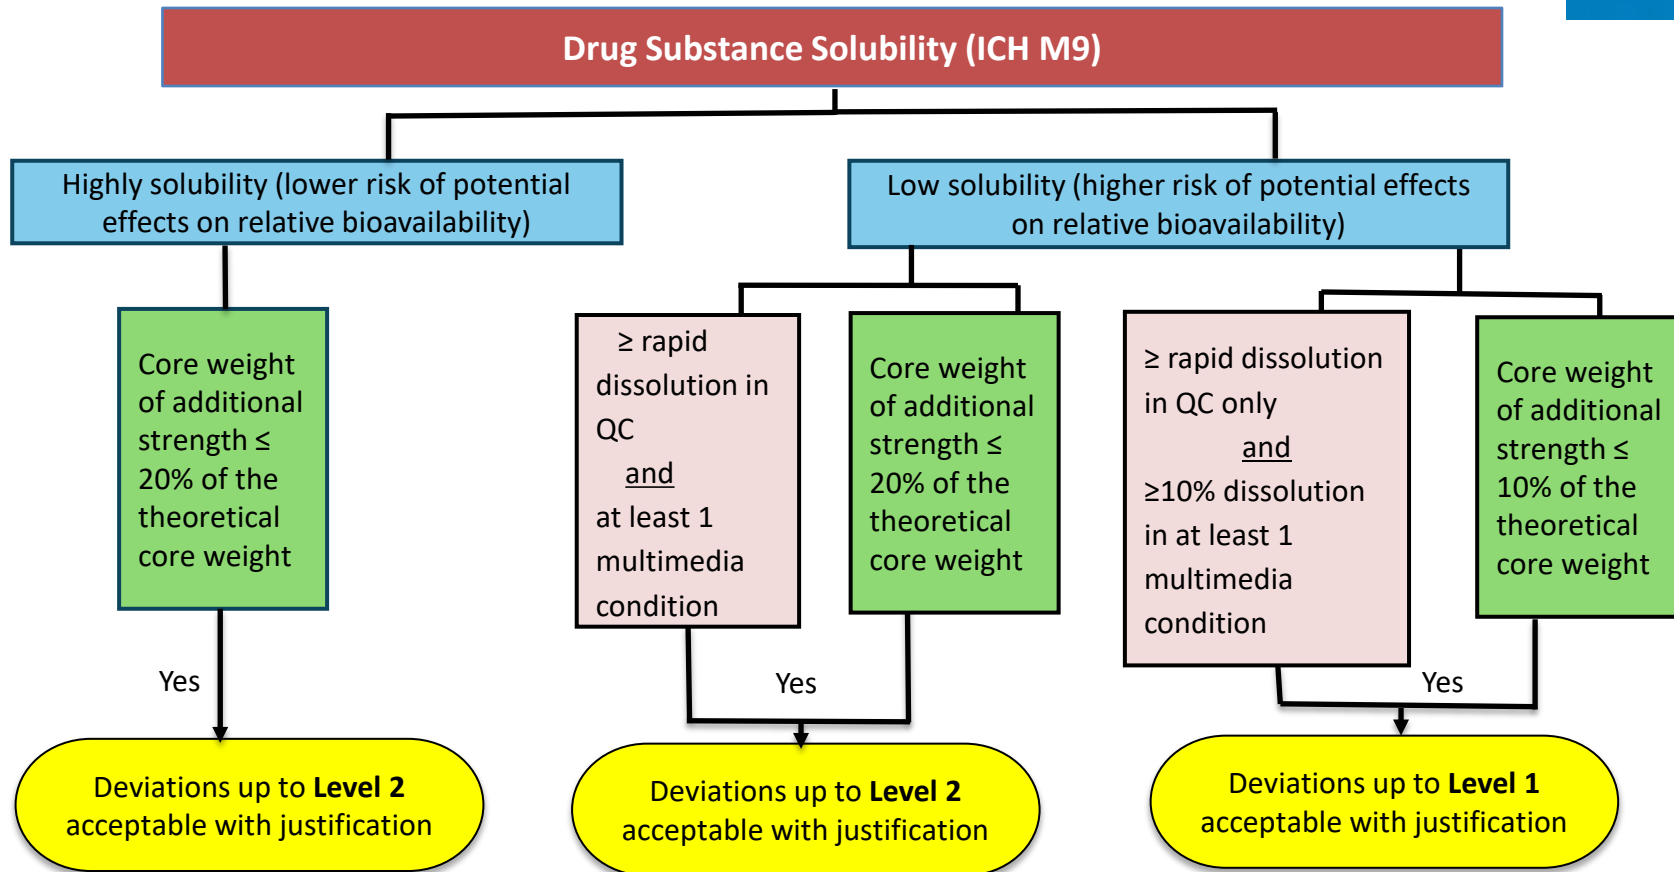 Drug Substance Solubility (ICH M9)
Highly solubility (lower risk of potential
effects on relative bioavailability)
Low solubility (higher risk of potential effects
on relative bioavailability)
Core weight
of additional
strength ≤
20% of the
theoretical
core weight
≥ rapid
dissolution in
QC
and
at least 1
multimedia
condition
Core weight
of additional
strength ≤
20% of the
theoretical
core weight
≥ rapid dissolution
in QC only
and
≥10% dissolution
in at least 1
multimedia
condition
Core weight
of additional
strength ≤
10% of the
theoretical
core weight
Yes
Yes
Yes
Deviations up to Level 2
acceptable with justification
Deviations up to Level 2
acceptable with justification
Deviations up to Level 1
acceptable with justification